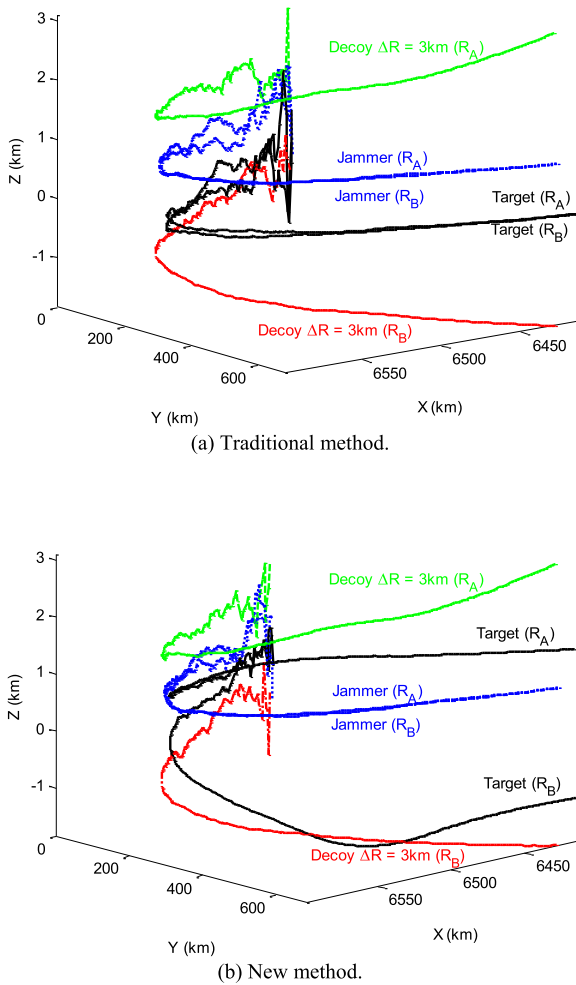 3
Decoy ΔR = 3km (R_A)
2
1
Jammer (R_A)
Z (km)
0
Jammer (R_B)
Target (R_A)
Target (R_B)
-1
0
Decoy ΔR = 3km (R_B)
200
6450
400
6500
600
6550
Y (km)
X (km)
(a) Traditional method.
3
Decoy ΔR = 3km (R_A)
2
Target (R_A)
1
Jammer (R_A)
Z (km)
0
Jammer (R_B)
-1
Target (R_B)
0
Decoy ΔR = 3km (R_B)
200
6450
400
6500
600
6550
Y (km)
X (km)
(b) New method.